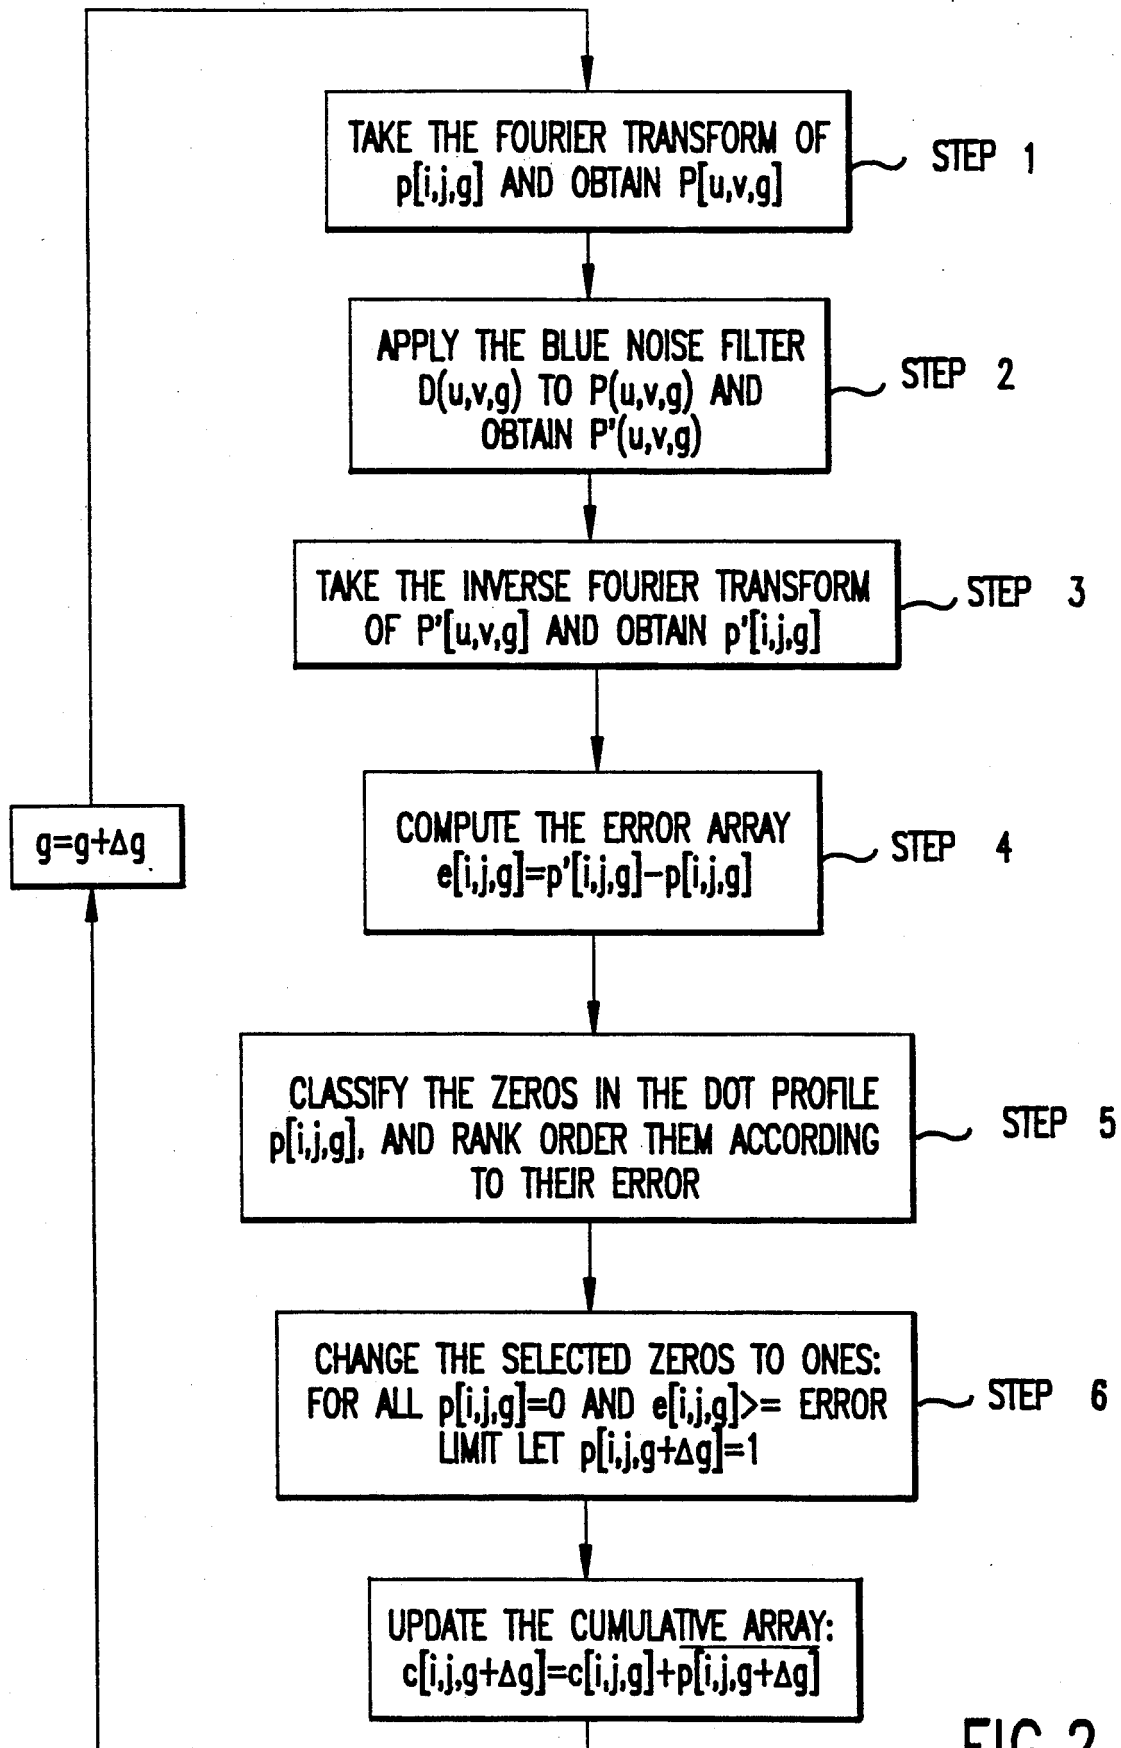 TAKE THE FOURIER TRANSFORM OF
p[i,j,g] AND OBTAIN P[u,v,g]
STEP 1
APPLY THE BLUE NOISE FILTER
D(u,v,g) TO P(u,v,g) AND
OBTAIN P'(u,v,g)
STEP 2
TAKE THE INVERSE FOURIER TRANSFORM
OF P'[u,v,g] AND OBTAIN p'[i,j,g]
STEP 3
g=g+Δg
COMPUTE THE ERROR ARRAY
e[i,j,g]=p'[i,j,g]-p[i,j,g]
STEP 4
CLASSIFY THE ZEROS IN THE DOT PROFILE
p[i,j,g], AND RANK ORDER THEM ACCORDING
TO THEIR ERROR
STEP 5
CHANGE THE SELECTED ZEROS TO ONES:
FOR ALL p[i,j,g]=0 AND e[i,j,g]>= ERROR
LIMIT LET p[i,j,g+Δg]=1
STEP 6
UPDATE THE CUMULATIVE ARRAY:
c[i,j,g+Δg]=c[i,j,g]+p[i,j,g+Δg]
FIG. 2